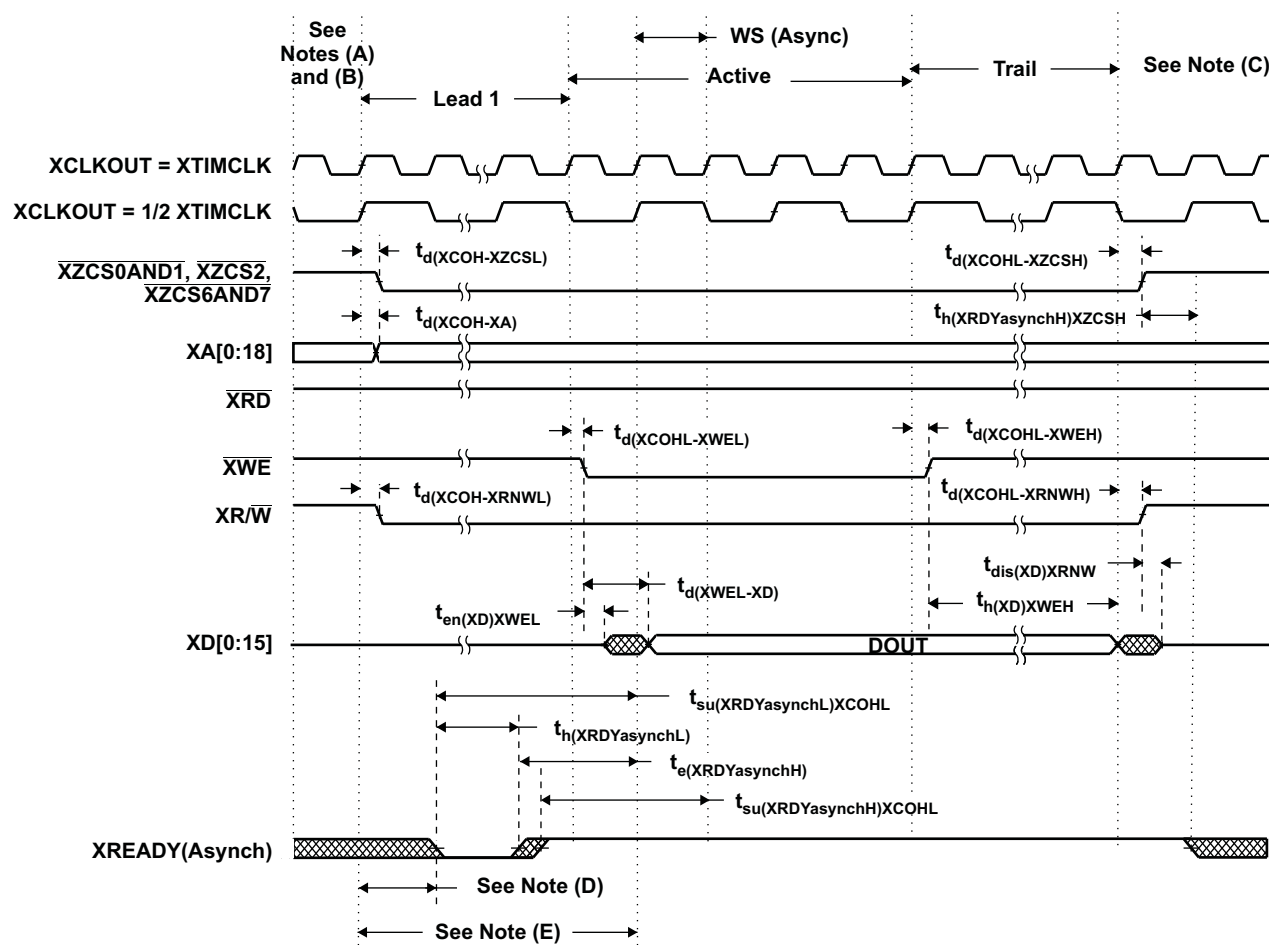 See
Notes (A)
and (B)
WS (Async)
Active
Trail
See Note (C)
Lead 1
XCLKOUT = XTIMCLK
XCLKOUT = 1/2 XTIMCLK
td(XCOH-XZCSL)
td(XCOHL-XZCSH)
XZCS0AND1, XZCS2,
XZCS6AND7
td(XCOH-XA)
th(XRDYasynchH)XZCSH
XA[0:18]
XRD
td(XCOHL-XWEL)
td(XCOHL-XWEH)
XWE
td(XCOH-XRNWL)
td(XCOHL-XRNWH)
XR/W
tdis(XD)XRNW
td(XWEL-XD)
th(XD)XWEH
ten(XD)XWEL
XD[0:15]
DOUT
tsu(XRDYasynchL)XCOHL
th(XRDYasynchL)
te(XRDYasynchH)
tsu(XRDYasynchH)XCOHL
XREADY(Asynch)
See Note (D)
See Note (E)